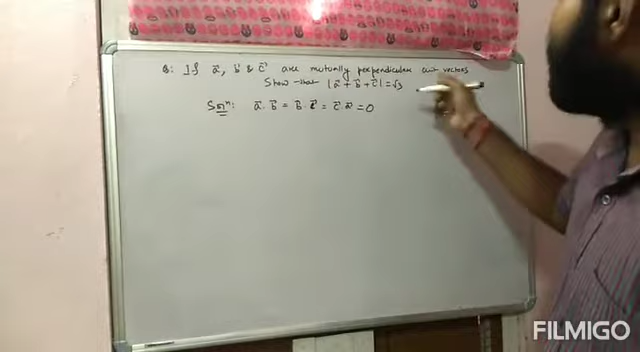 Q: If a⃗, b⃗ & c⃗ are mutually perpendicular unit vectors
Show that |a⃗ + b⃗ + c⃗| = √3
Solⁿ: a⃗ · b⃗ = b⃗ · c⃗ = c⃗ · a⃗ = 0
FILMIGO